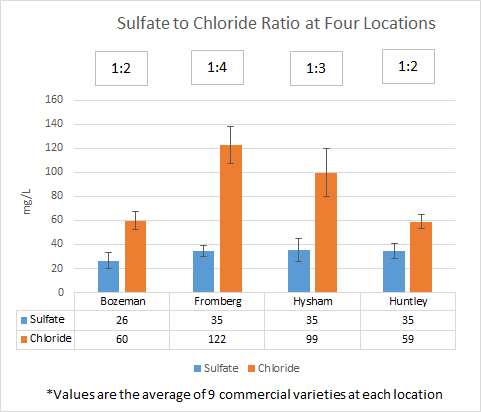 Sulfate to Chloride Ratio at Four Locations
1:2 1:4 1:3 1:2
160
140
120
100
80
60
40
20
0
mg/L
Bozeman Fromberg Hysham Huntley
Sulfate 26 35 35 35
Chloride 60 122 99 59
Sulfate Chloride
*Values are the average of 9 commercial varieties at each location